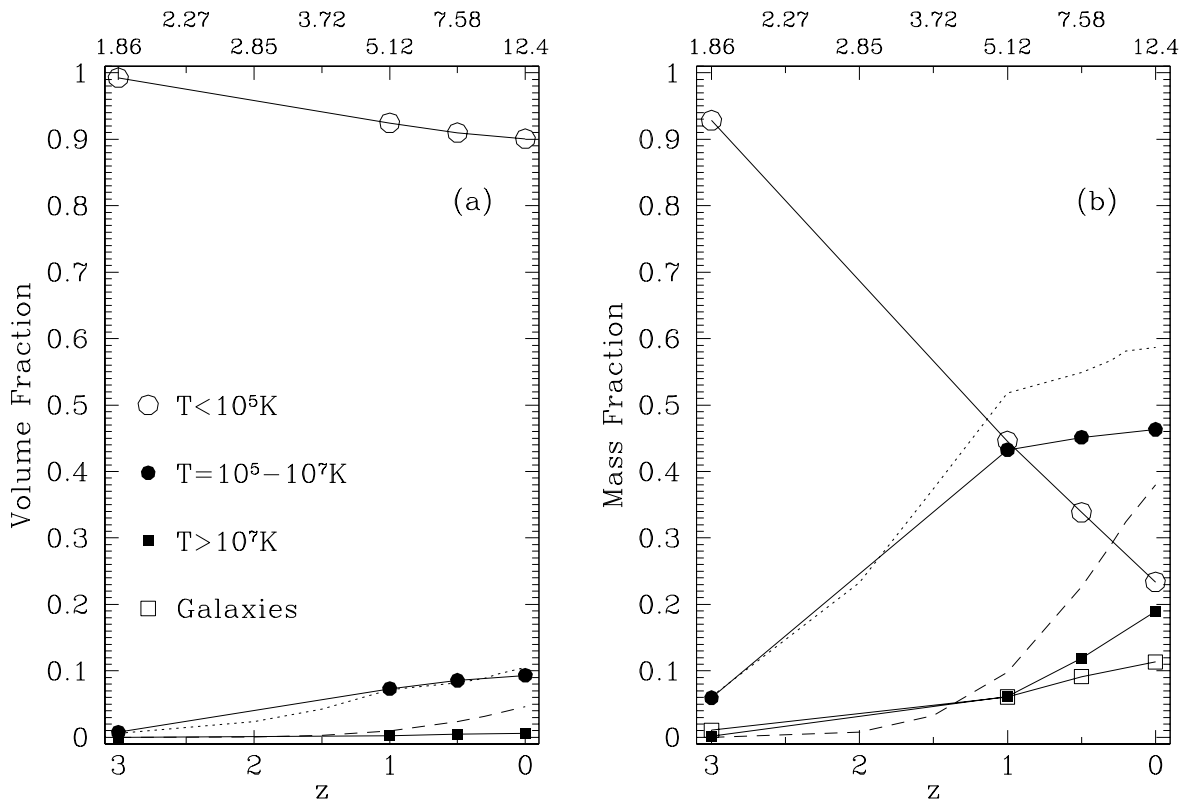 2.27 3.72 7.58
1.86 2.85 5.12 12.4
1
0.9
0.8
0.7
0.6
0.5
0.4
0.3
0.2
0.1
0
Volume Fraction
(a)
T<10⁵K
T=10⁵−10⁷K
T>10⁷K
Galaxies
3 2 1 0
z
2.27 3.72 7.58
1.86 2.85 5.12 12.4
1
0.9
0.8
0.7
0.6
0.5
0.4
0.3
0.2
0.1
0
Mass Fraction
(b)
3 2 1 0
z